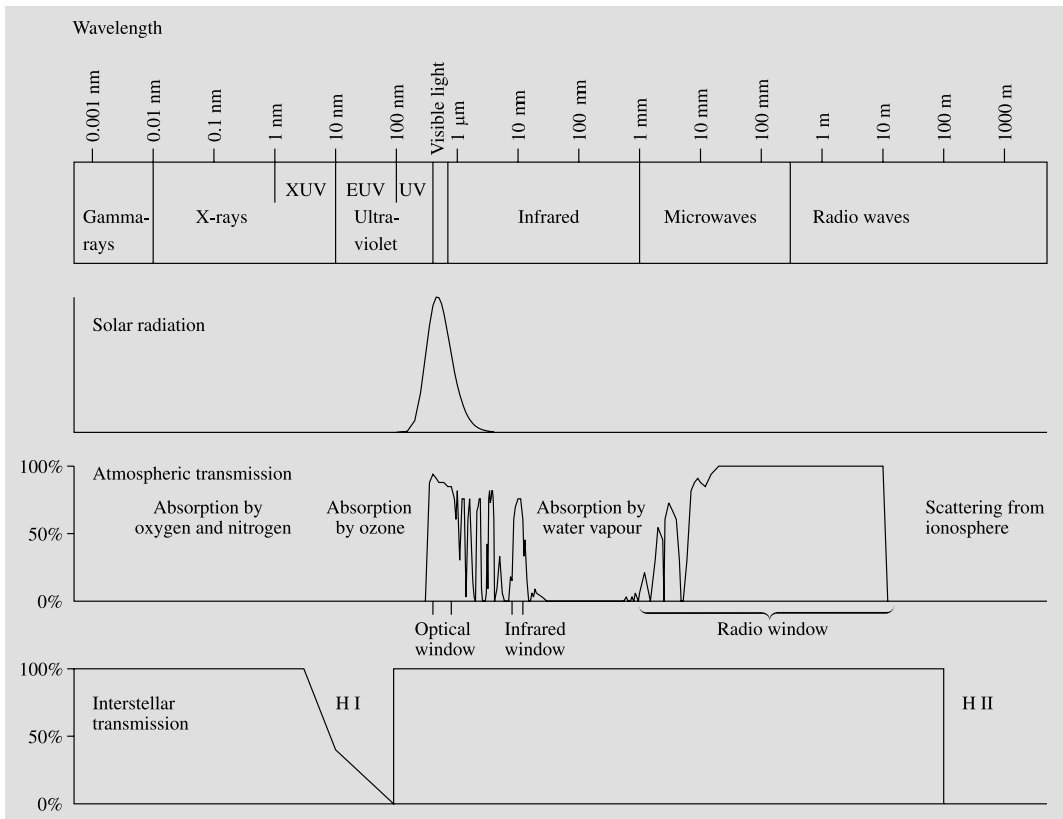 Wavelength
0.001 nm
0.01 nm
0.1 nm
1 nm
10 nm
100 nm
Visible light
1 μm
10 mm
100 mm
1 mm
10 mm
100 mm
1 m
10 m
100 m
1000 m
Gamma-
rays
X-rays
XUV
EUV
UV
Ultra-
violet
Infrared
Microwaves
Radio waves
Solar radiation
100%
50%
0%
Atmospheric transmission
Absorption by
oxygen and nitrogen
Absorption
by ozone
Absorption by
water vapour
Scattering from
ionosphere
Optical
window
Infrared
window
Radio window
100%
50%
0%
Interstellar
transmission
H I
H II